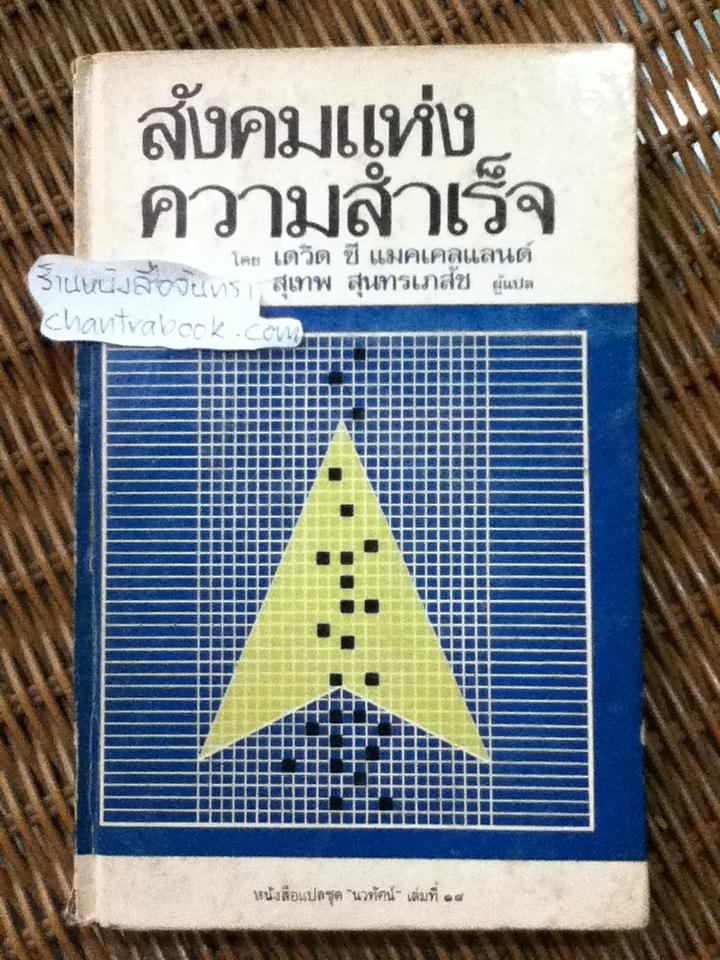 สังคมแห่ง
ความสำเร็จ
โดย เดวิด ซี แมคเคลแลนด์
สุเทพ สุนทรเภสัช ผู้แปล
ร้านหนังสือจันทรา
chantrabook.com
หนังสือแปลชุด "นวทัศน์" เล่มที่ ๑๘